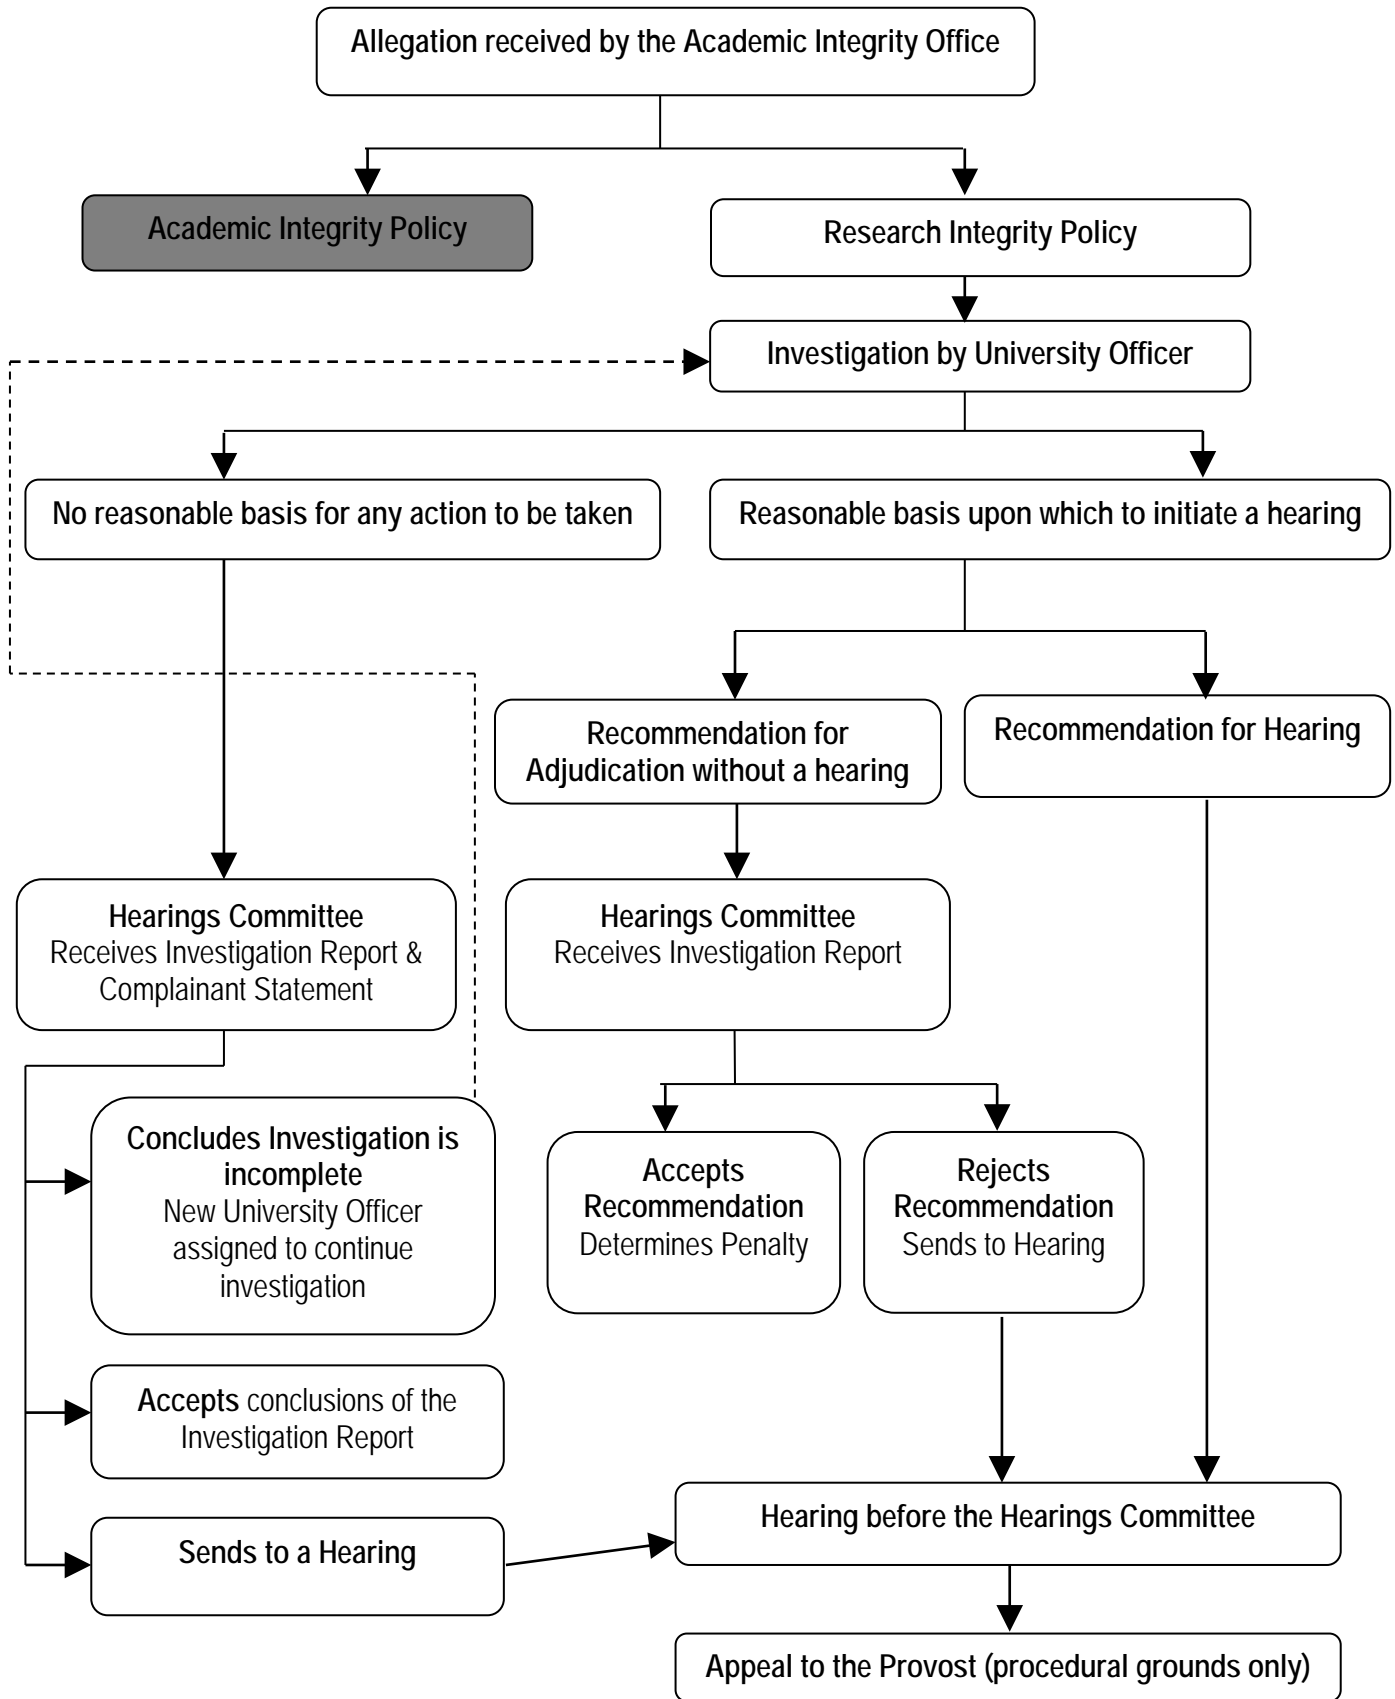 Allegation received by the Academic Integrity Office
Academic Integrity Policy
Research Integrity Policy
Investigation by University Officer
No reasonable basis for any action to be taken
Reasonable basis upon which to initiate a hearing
Recommendation for
Adjudication without a hearing
Recommendation for Hearing
Hearings Committee
Receives Investigation Report &
Complainant Statement
Hearings Committee
Receives Investigation Report
Concludes Investigation is
incomplete
New University Officer
assigned to continue
investigation
Accepts
Recommendation
Determines Penalty
Rejects
Recommendation
Sends to Hearing
Accepts conclusions of the
Investigation Report
Sends to a Hearing
Hearing before the Hearings Committee
Appeal to the Provost (procedural grounds only)